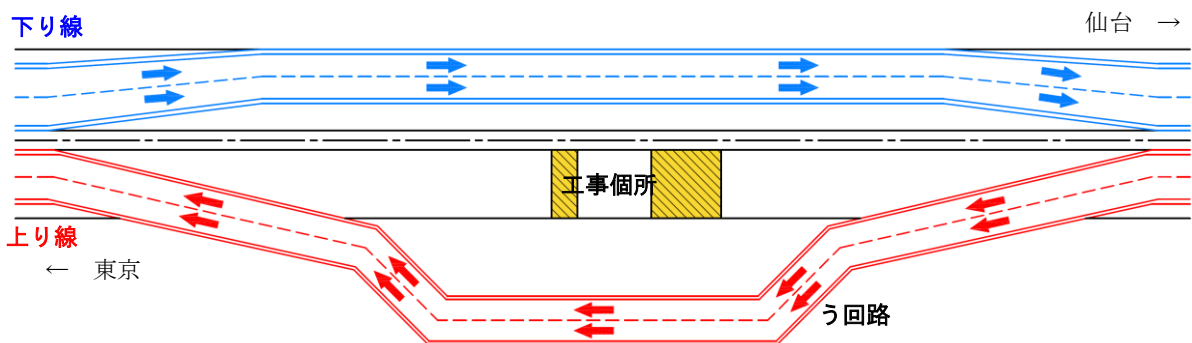 下り線
仙台 →
工事個所
上り線
← 東京
う回路